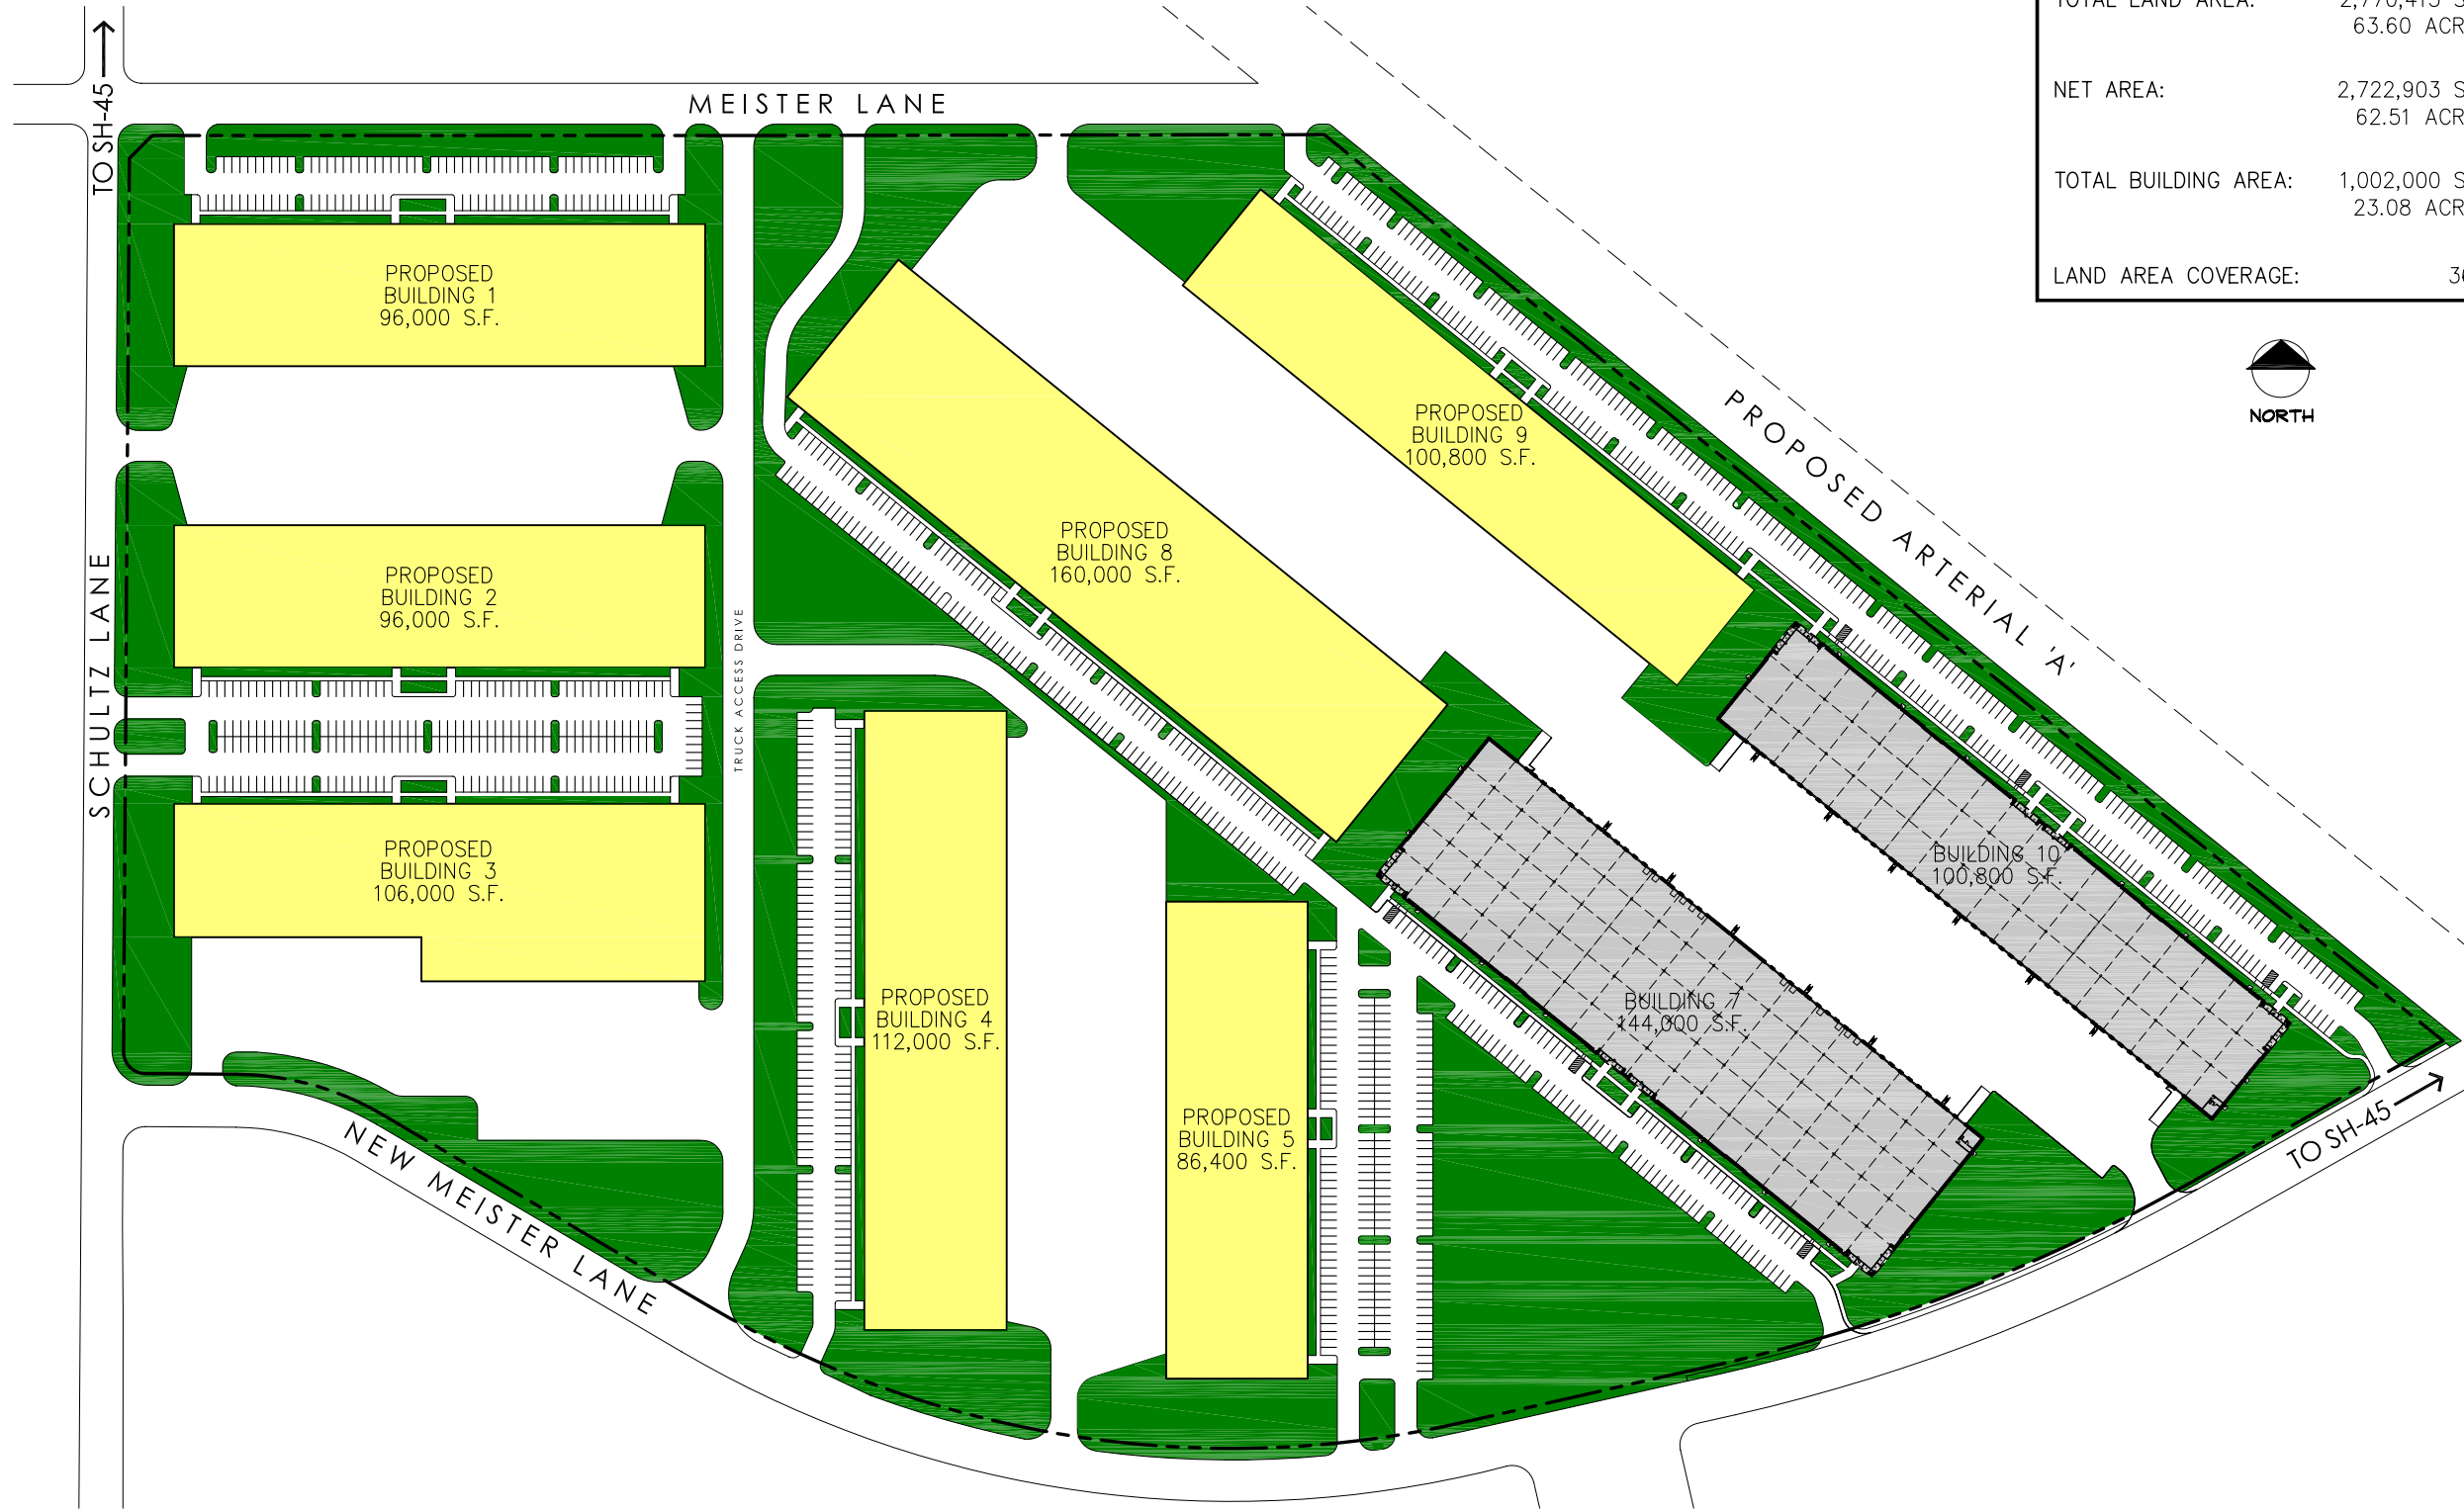 TOTAL LAND AREA:
63.60
NET AREA: 2,722,903
62.51
TOTAL BUILDING AREA: 1,002,000
23.08
LAND AREA COVERAGE:
NORTH
TO SH-45
MEISTER LANE
PROPOSED
BUILDING 1
96,000 S.F.
PROPOSED
BUILDING 9
100,800 S.F.
PROPOSED ARTERIAL 'A'
PROPOSED
BUILDING 8
160,000 S.F.
SCHULTZ LANE
PROPOSED
BUILDING 2
96,000 S.F.
TRUCK ACCESS DRIVE
PROPOSED
BUILDING 3
106,000 S.F.
BUILDING 10
100,800 S.F.
PROPOSED
BUILDING 4
112,000 S.F.
BUILDING 7
144,000 S.F.
PROPOSED
BUILDING 5
86,400 S.F.
NEW MEISTER LANE
TO SH-45